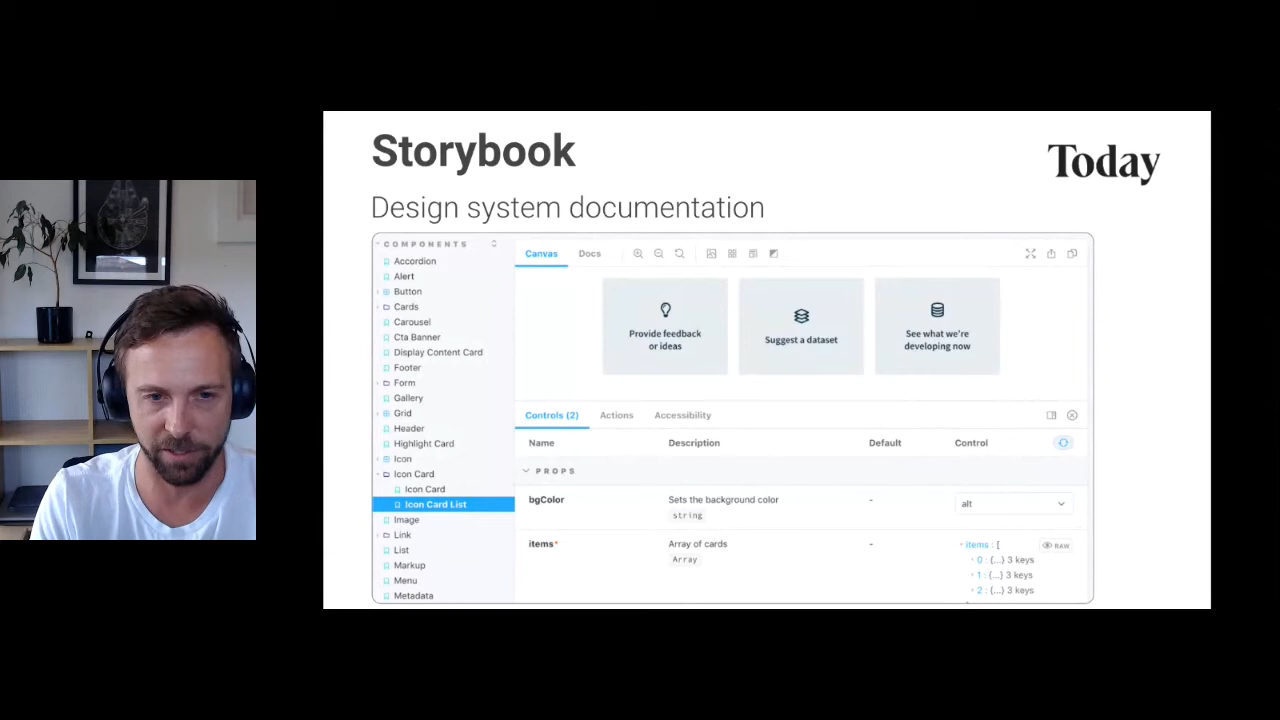 Storybook
Today
Design system documentation
COMPONENTS
Accordion
Alert
Button
Cards
Carousel
Cta Banner
Display Content Card
Footer
Form
Gallery
Grid
Header
Highlight Card
Icon
Icon Card
Icon Card
Icon Card List
Image
Link
List
Markup
Menu
Metadata
Canvas Docs
Provide feedback
or ideas
Suggest a dataset
See what we're
developing now
Controls (2) Actions Accessibility
Name Description Default Control
PROPS
bgColor Sets the background color - alt
string
items* Array of cards - items : [ RAW
Array
0 : {...} 3 keys
1 : {...} 3 keys
2 : {...} 3 keys